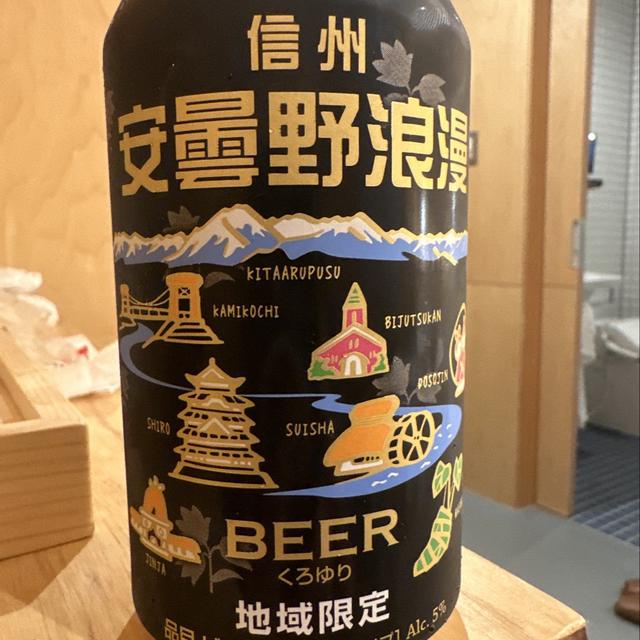 信州
安曇野浪漫
KITAARUPUSU
KAMIKOCHI
BIJUTSUKAN
DOSOJIN
SHIRO
SUISHA
JINJA
BEER
くろゆり
地域限定
Alc. 5%